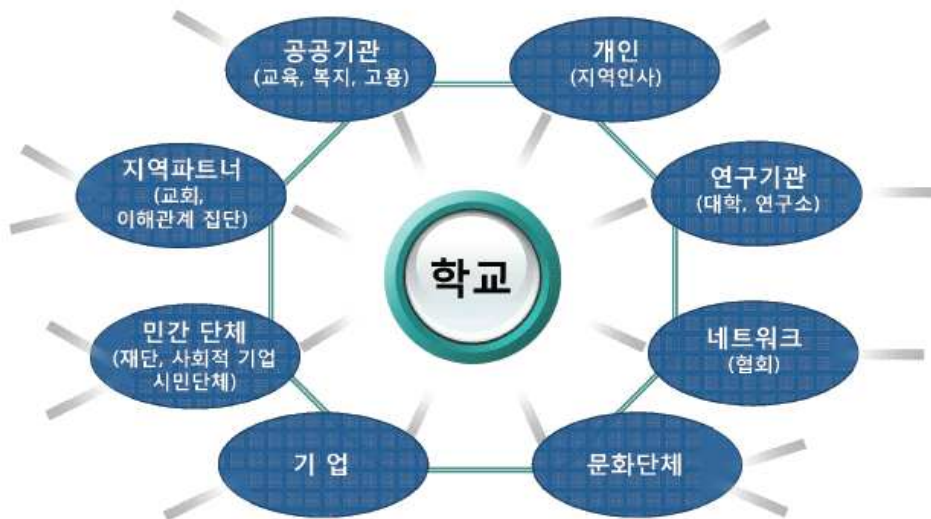 공공기관
(교육, 복지, 고용)
개인
(지역인사)
지역파트너
(교회,
이해관계 집단)
연구기관
(대학, 연구소)
학교
민간 단체
(재단, 사회적 기업
시민단체)
네트워크
(협회)
기 업
문화단체